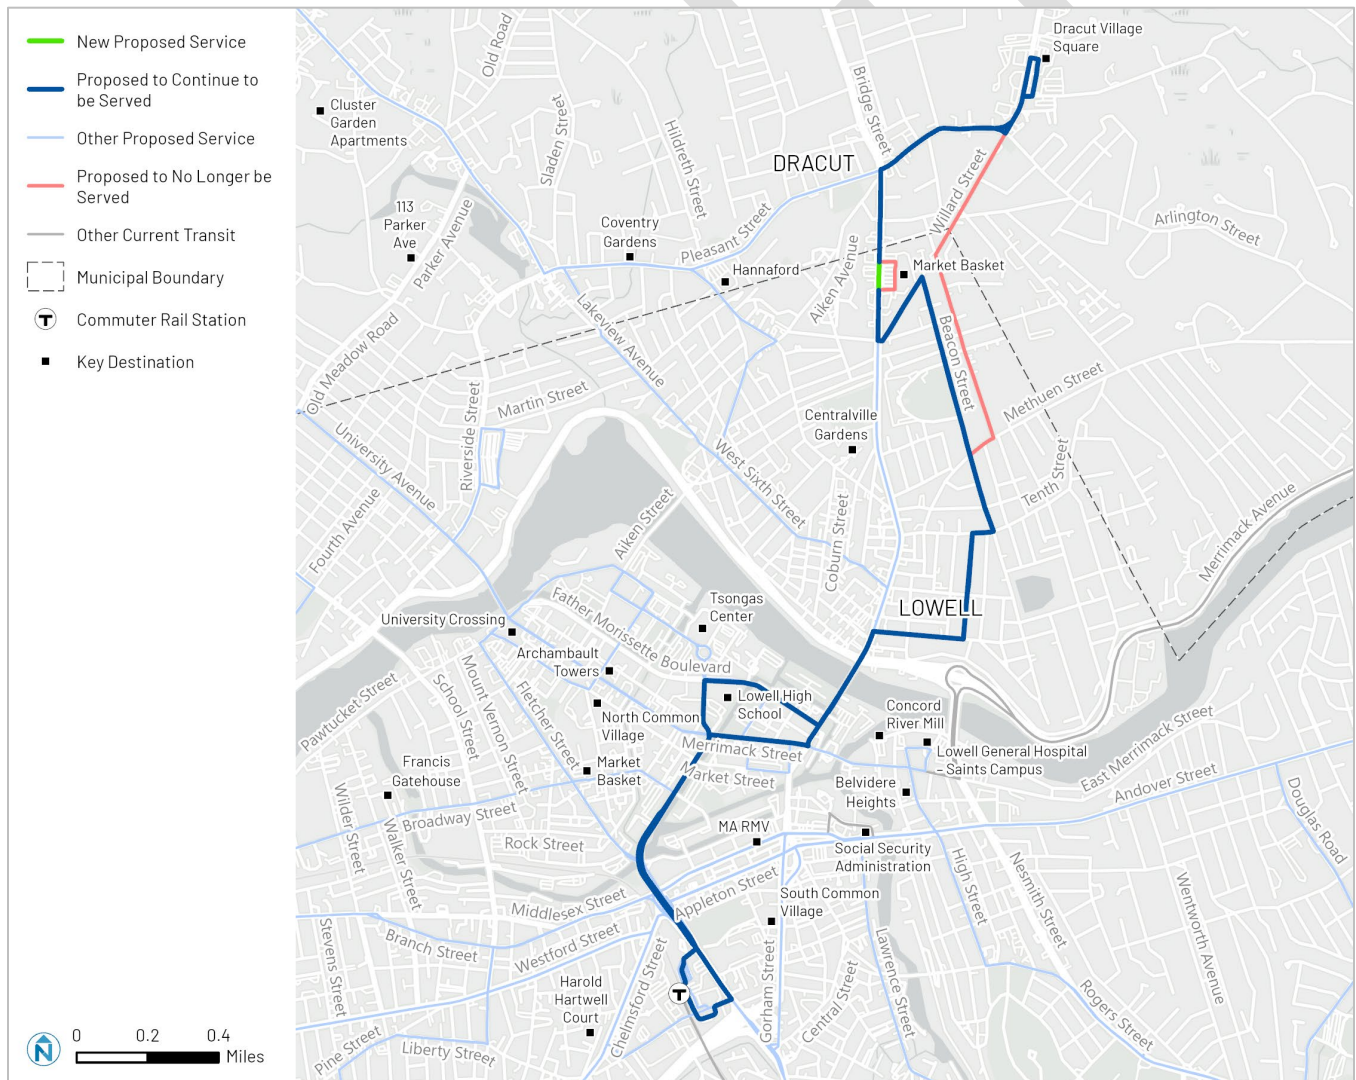 New Proposed Service
Proposed to Continue to
be Served
Other Proposed Service
Proposed to No Longer be
Served
Other Current Transit
Municipal Boundary
T
Commuter Rail Station
Key Destination
Dracut Village
Square
Old Road
Bridge Street
Cluster
Garden
Apartments
Sladen Street
Hildreth Street
DRACUT
Willard Street
113
Parker
Ave
Parker Avenue
Coventry
Gardens
Pleasant Street
Arlington Street
Hannaford
Aiken Avenue
Market Basket
Lakeview Avenue
Old Meadow Road
Beacon Street
Martin Street
Methuen Street
Riverside Street
University Avenue
Centralville
Gardens
West Sixth Street
Tenth Street
Fourth Avenue
Aiken Street
Coburn Street
Merrimack Avenue
Tsongas
Center
LOWELL
University Crossing
Father Morissette Boulevard
Archambault
Towers
Lowell High
School
Pawtucket Street
School Street
Mount Vernon Street
Fletcher Street
North Common
Village
Concord
River Mill
East Merrimack Street
Merrimack Street
Lowell General Hospital
– Saints Campus
Francis
Gatehouse
Market
Basket
Market Street
Belvidere
Heights
Andover Street
Douglas Road
Wilder Street
Walker Street
Broadway Street
MA RMV
Rock Street
Social Security
Administration
High Street
Nesmith Street
Wentworth Avenue
Middlesex Street
Appleton Street
South Common
Village
Stevens Street
Branch Street
Westford Street
Chelmsford Street
Gorham Street
Central Street
Lawrence Street
Rogers Street
Harold
Hartwell
Court
T
Pine Street
Liberty Street
N
0 0.2 0.4
Miles